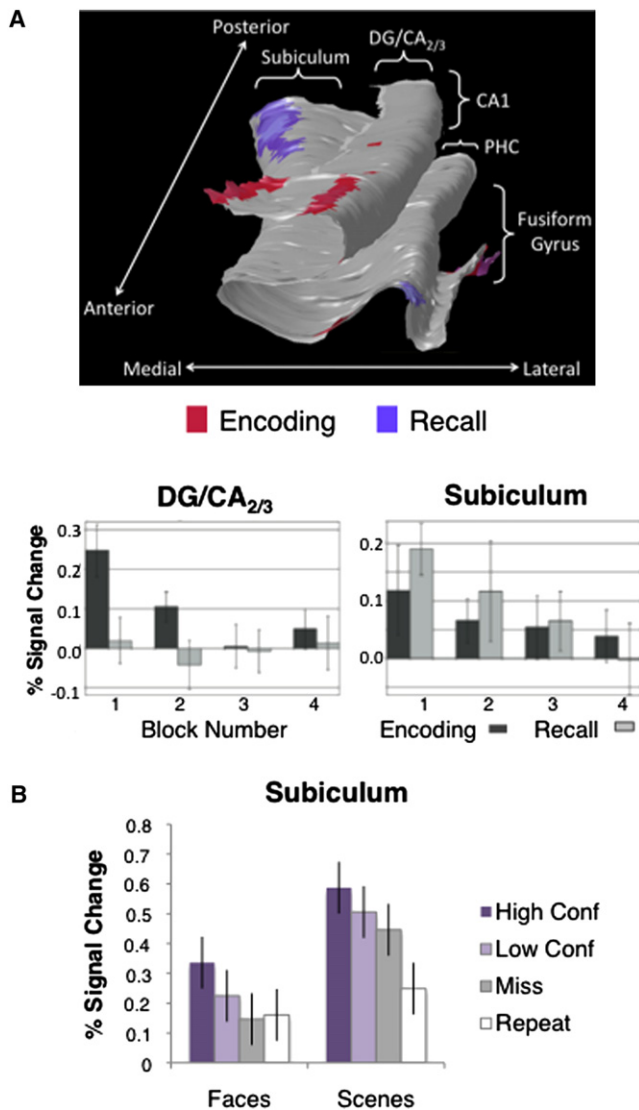 A
Posterior
DG/CA2/3
Subiculum
CA1
PHC
Fusiform
Gyrus
Anterior
Medial
Lateral
Encoding
Recall
DG/CA2/3
% Signal Change
0.3
0.2
0.1
0.0
-0.1
1 2 3 4
Block Number
Subiculum
0.2
0.1
0.0
1 2 3 4
Encoding
Recall
B
Subiculum
% Signal Change
0.8
0.7
0.6
0.5
0.4
0.3
0.2
0.1
0
Faces
Scenes
High Conf
Low Conf
Miss
Repeat